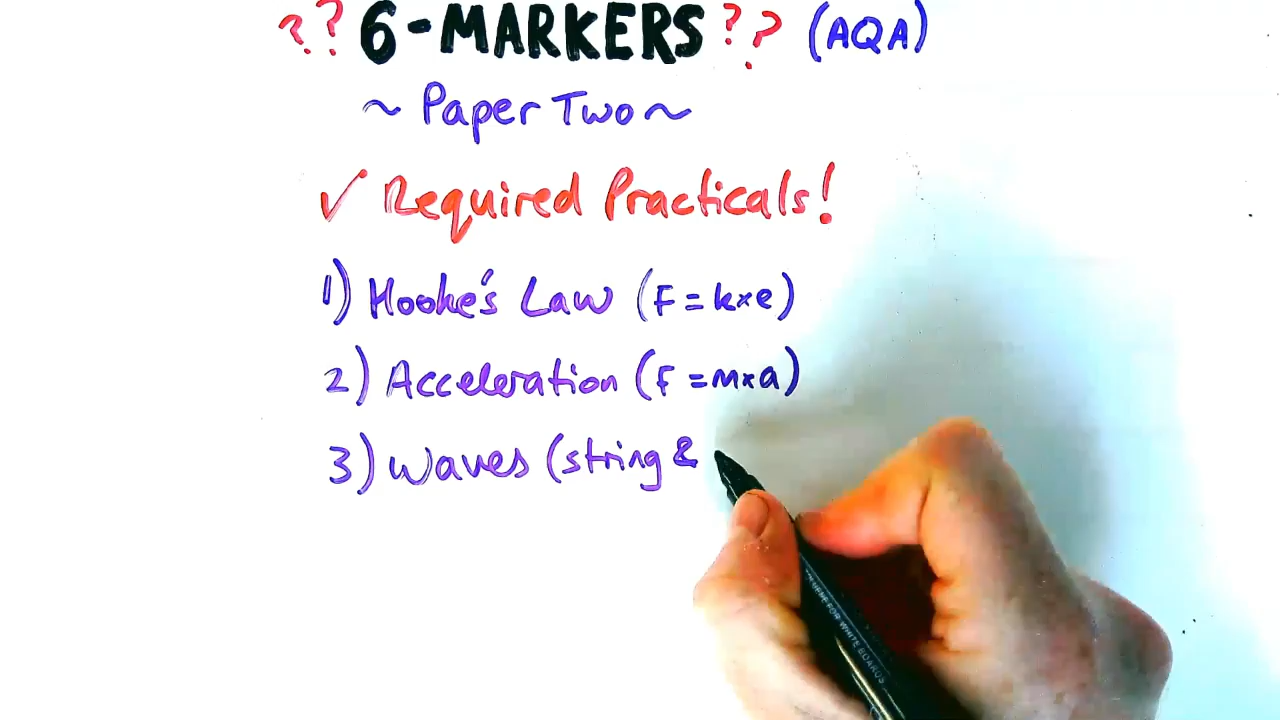 ?? 6-MARKERS ?? (AQA)
~ Paper Two ~
✓ Required Practicals!
1) Hooke's Law (F = k×e)
2) Acceleration (F = m×a)
3) Waves (string &